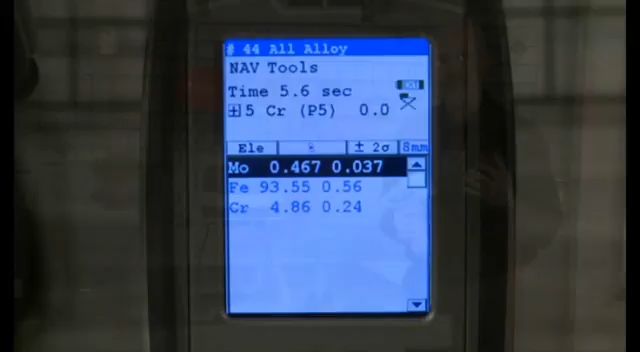 # 44 All Alloy
NAV Tools
Time 5.6 sec
5 Cr (P5) 0.0
Ele % ± 2σ 8mm
Mo 0.467 0.037
Fe 93.55 0.56
Cr 4.86 0.24